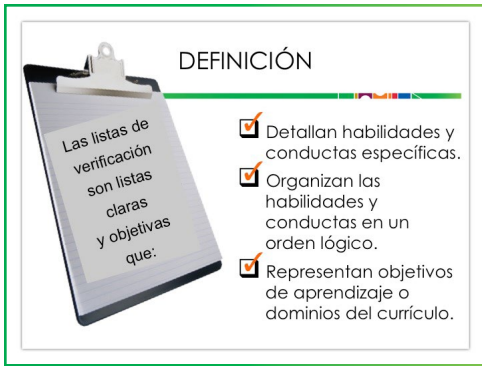 DEFINICIÓN
Las listas de
verificación
son listas
claras
y objetivas
que:
Detallan habilidades y
conductas específicas.
Organizan las
habilidades y
conductas en un
orden lógico.
Representan objetivos
de aprendizaje o
dominios del currículo.